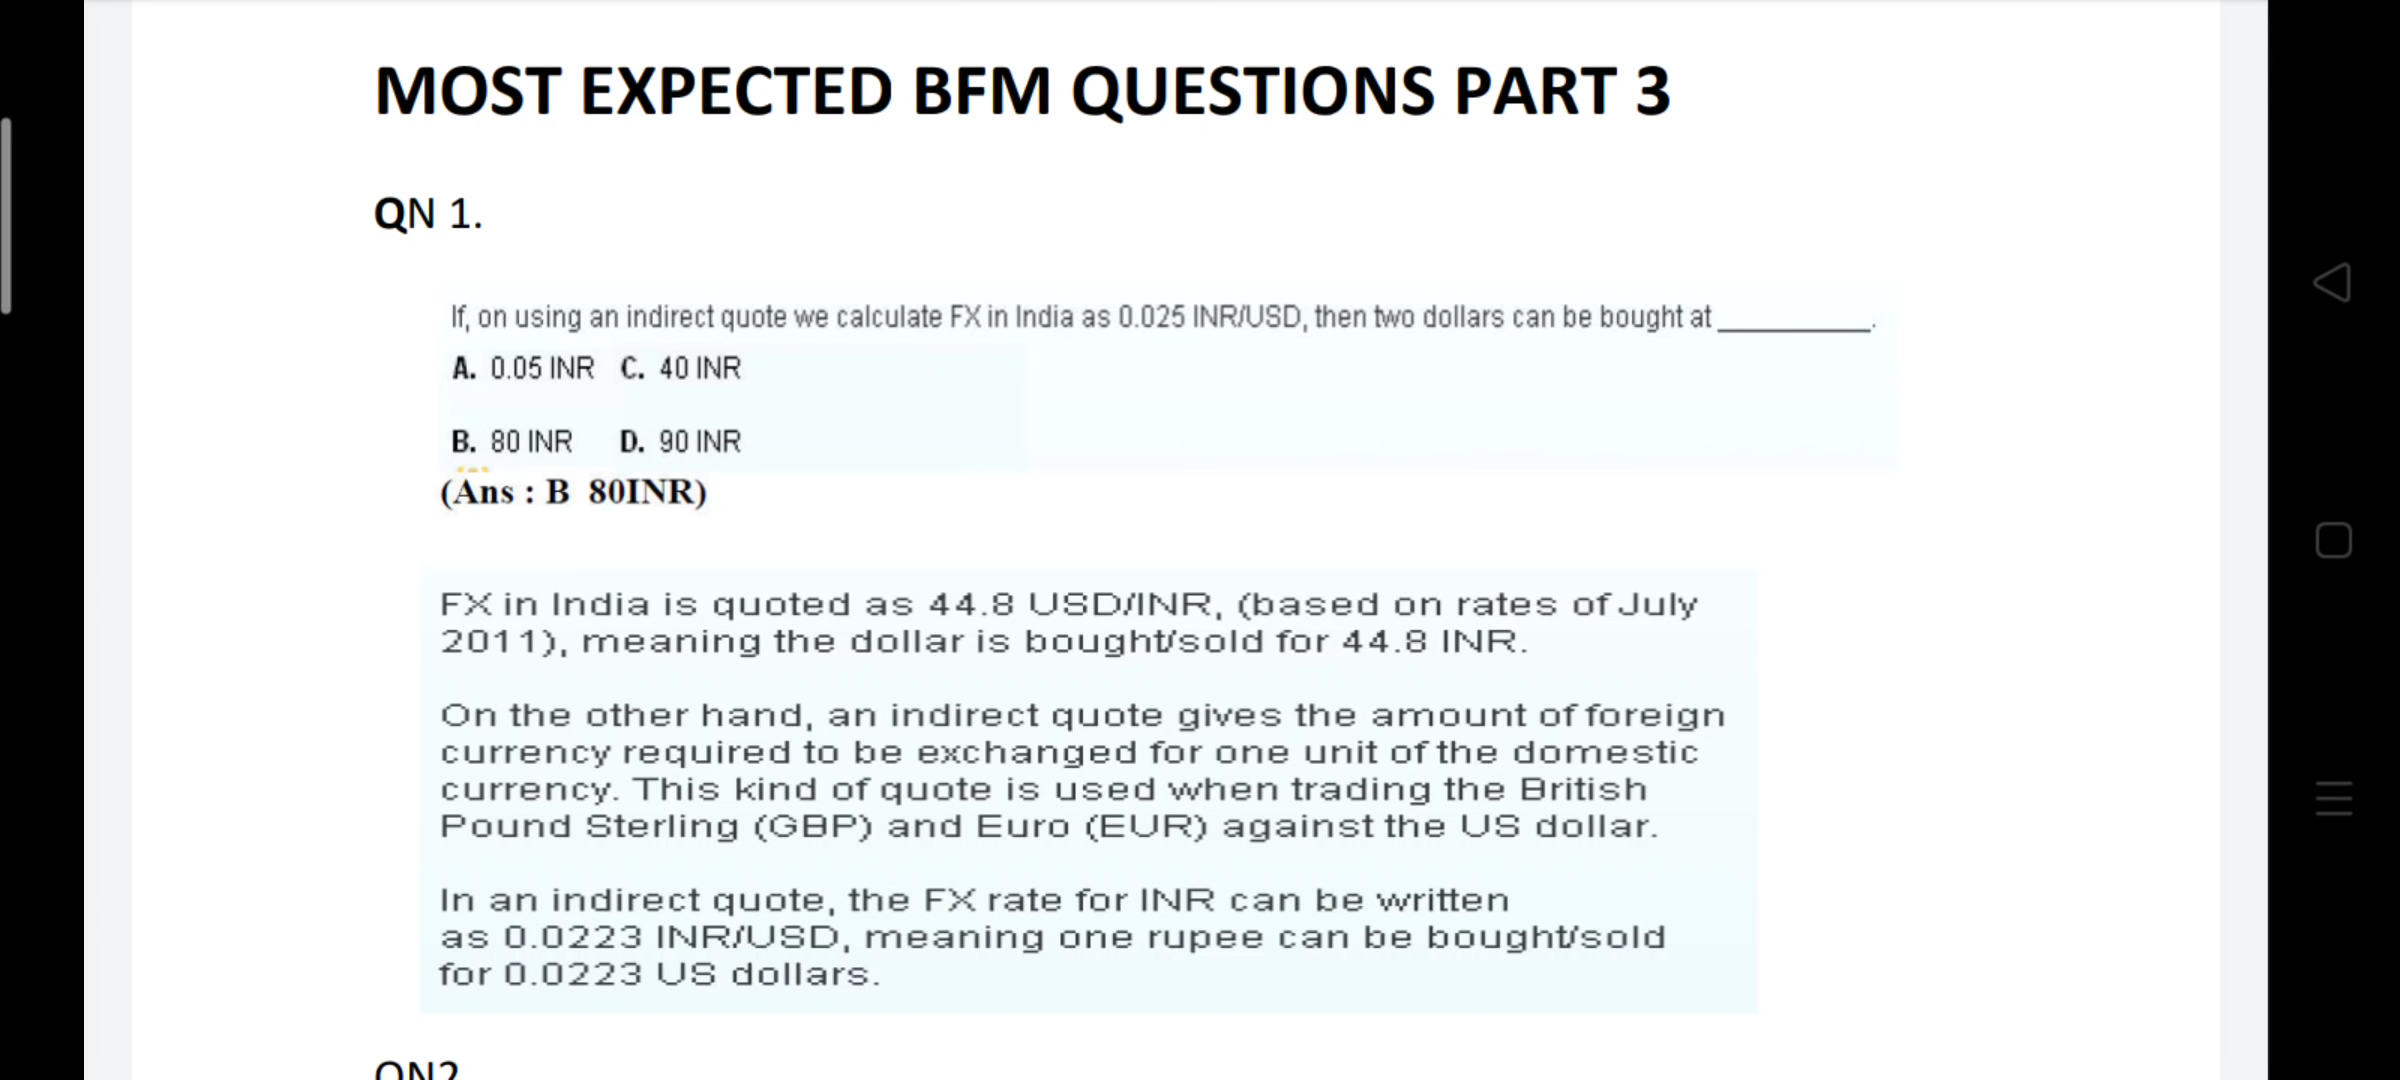 MOST EXPECTED BFM QUESTIONS PART 3
QN 1.
If, on using an indirect quote we calculate FX in India as 0.025 INR/USD, then two dollars can be bought at __________.
A. 0.05 INR C. 40 INR
B. 80 INR D. 90 INR
(Ans : B 80INR)
FX in India is quoted as 44.8 USD/INR, (based on rates of July
2011), meaning the dollar is bought/sold for 44.8 INR.
On the other hand, an indirect quote gives the amount of foreign
currency required to be exchanged for one unit of the domestic
currency. This kind of quote is used when trading the British
Pound Sterling (GBP) and Euro (EUR) against the US dollar.
In an indirect quote, the FX rate for INR can be written
as 0.0223 INR/USD, meaning one rupee can be bought/sold
for 0.0223 US dollars.
QN2